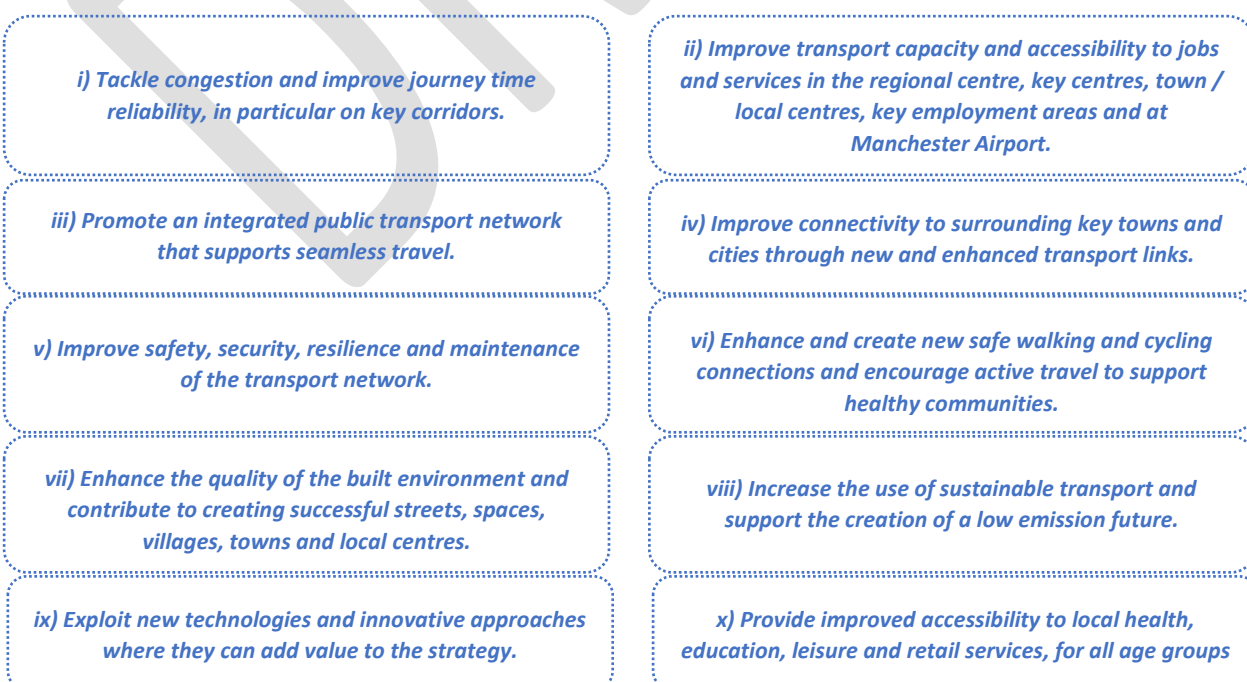 i) Tackle congestion and improve journey time
reliability, in particular on key corridors.
ii) Improve transport capacity and accessibility to jobs
and services in the regional centre, key centres, town /
local centres, key employment areas and at
Manchester Airport.
iii) Promote an integrated public transport network
that supports seamless travel.
iv) Improve connectivity to surrounding key towns and
cities through new and enhanced transport links.
v) Improve safety, security, resilience and maintenance
of the transport network.
vi) Enhance and create new safe walking and cycling
connections and encourage active travel to support
healthy communities.
vii) Enhance the quality of the built environment and
contribute to creating successful streets, spaces,
villages, towns and local centres.
viii) Increase the use of sustainable transport and
support the creation of a low emission future.
ix) Exploit new technologies and innovative approaches
where they can add value to the strategy.
x) Provide improved accessibility to local health,
education, leisure and retail services, for all age groups